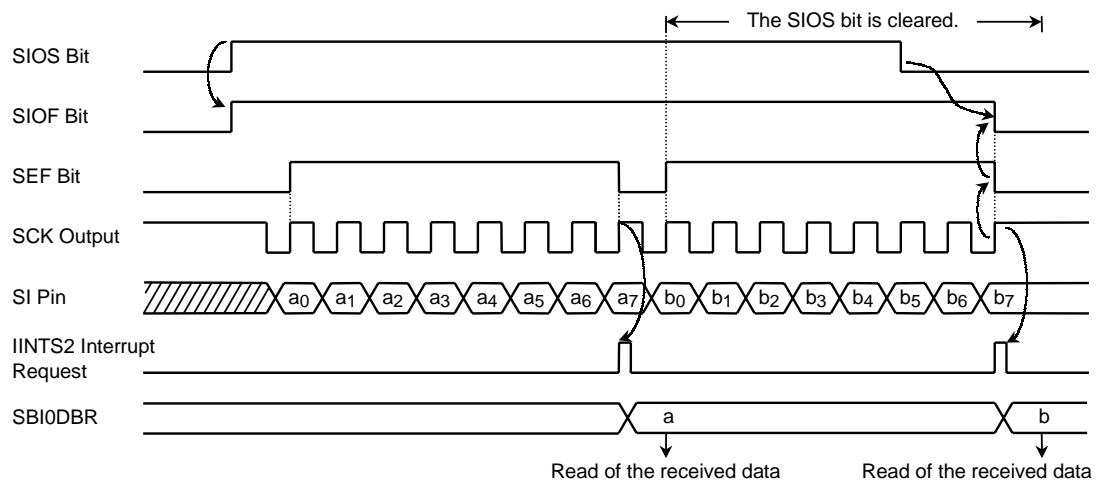 The SIOS bit is cleared.
SIOS Bit
SIOF Bit
SEF Bit
SCK Output
SI Pin a0 a1 a2 a3 a4 a5 a6 a7 b0 b1 b2 b3 b4 b5 b6 b7
IINTS2 Interrupt
Request
SBI0DBR a b
Read of the received data Read of the received data